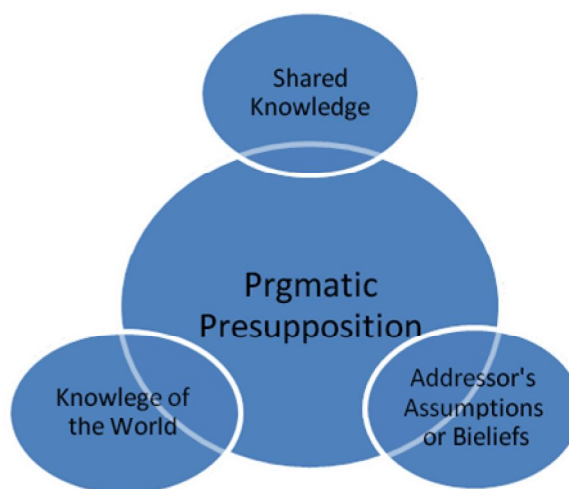 Shared
Knowledge
Prgmatic
Presupposition
Knowlege of
the World
Addressor's
Assumptions
or Bieliefs